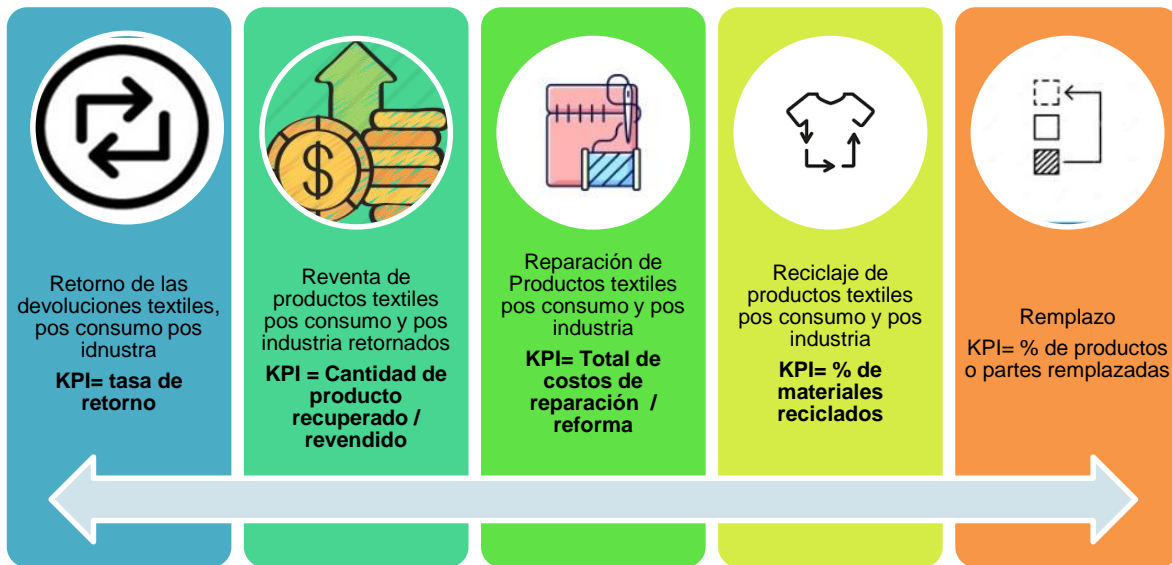 Retorno de las
devoluciones textiles,
pos consumo pos
idnustra
KPI= tasa de
retorno
Reventa de
productos textiles
pos consumo y pos
industria retornados
KPI = Cantidad de
producto
recuperado /
revendido
Reparación de
Productos textiles
pos consumo y pos
industria
KPI= Total de
costos de
reparación /
reforma
Reciclaje de
productos textiles
pos consumo y pos
industria
KPI= % de
materiales
reciclados
Remplazo
KPI= % de productos
o partes remplazadas
$